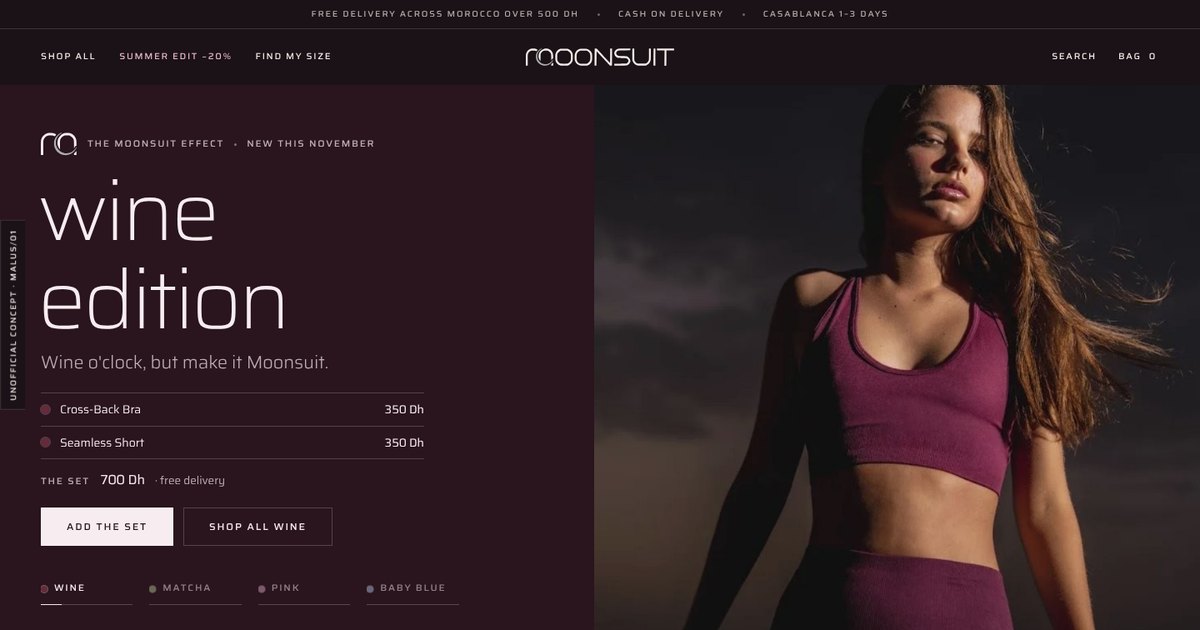 FREE DELIVERY ACROSS MOROCCO OVER 500 DH • CASH ON DELIVERY • CASABLANCA 1–3 DAYS
SHOP ALL SUMMER EDIT –20% FIND MY SIZE MOONSUIT SEARCH BAG 0
THE MOONSUIT EFFECT • NEW THIS NOVEMBER
wine
edition
Wine o'clock, but make it Moonsuit.
Cross-Back Bra 350 Dh
Seamless Short 350 Dh
THE SET 700 Dh · free delivery
ADD THE SET SHOP ALL WINE
WINE MATCHA PINK BABY BLUE
UNOFFICIAL CONCEPT · MALUS/01